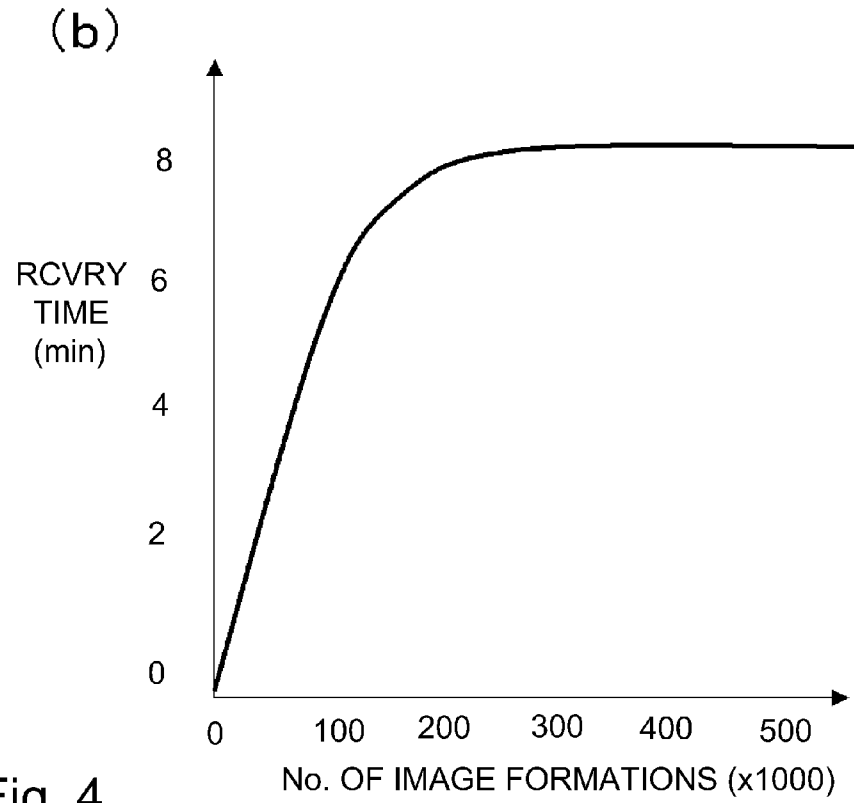 (b)
8
RCVRY 6
TIME
(min)
4
2
0
0 100 200 300 400 500
No. OF IMAGE FORMATIONS (x1000)
Fig. 4